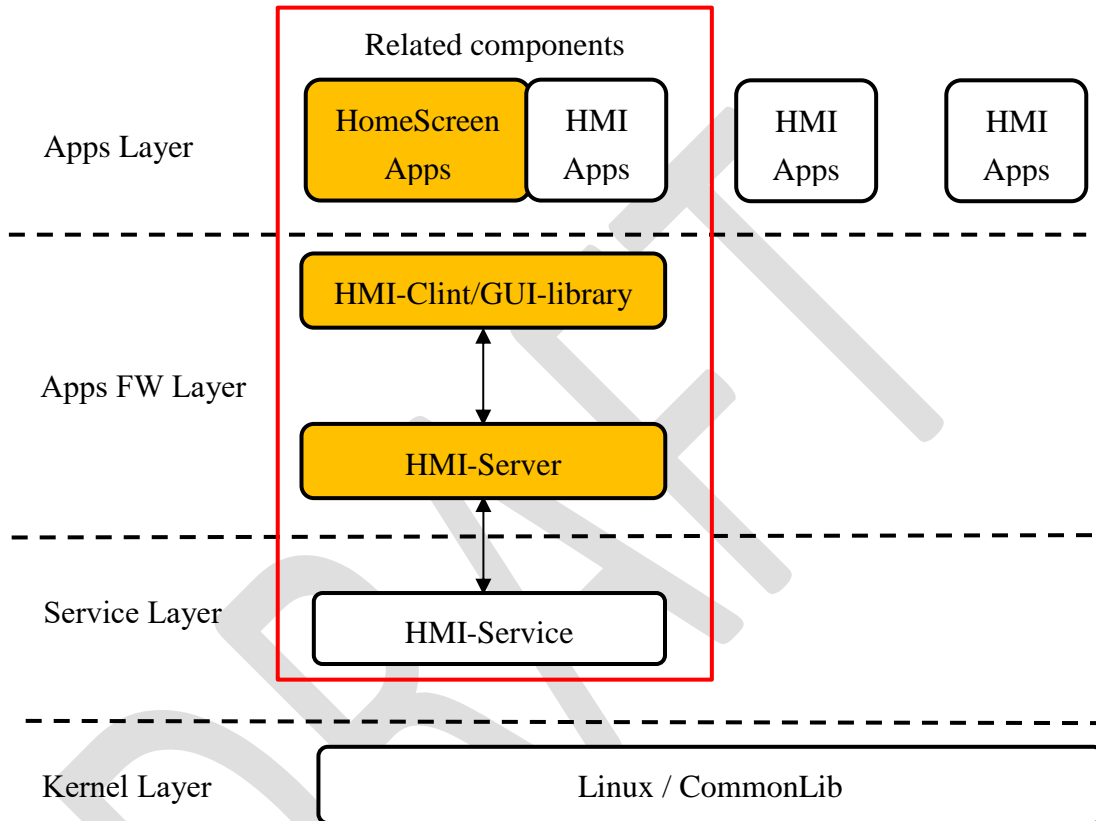 Related components
HomeScreen
Apps
HMI
Apps
HMI
Apps
HMI
Apps
Apps Layer
HMI-Clint/GUI-library
Apps FW Layer
HMI-Server
Service Layer
HMI-Service
Kernel Layer
Linux / CommonLib
DRAFT